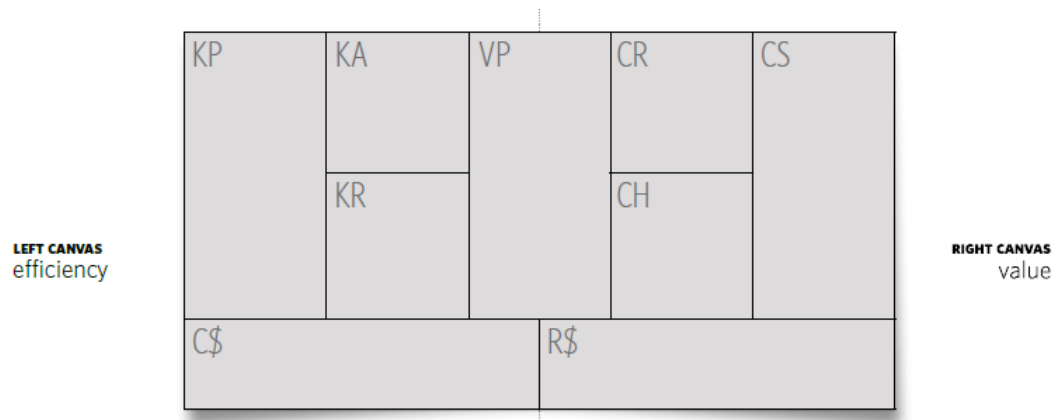 KP
KA
VP
CR
CS
KR
CH
LEFT CANVAS
efficiency
RIGHT CANVAS
value
C$
R$